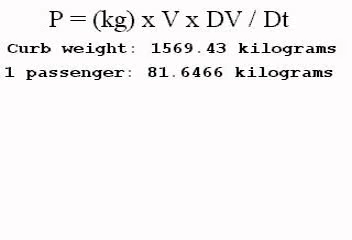 P = (kg) x V x DV / Dt
Curb weight: 1569.43 kilograms
1 passenger: 81.6466 kilograms